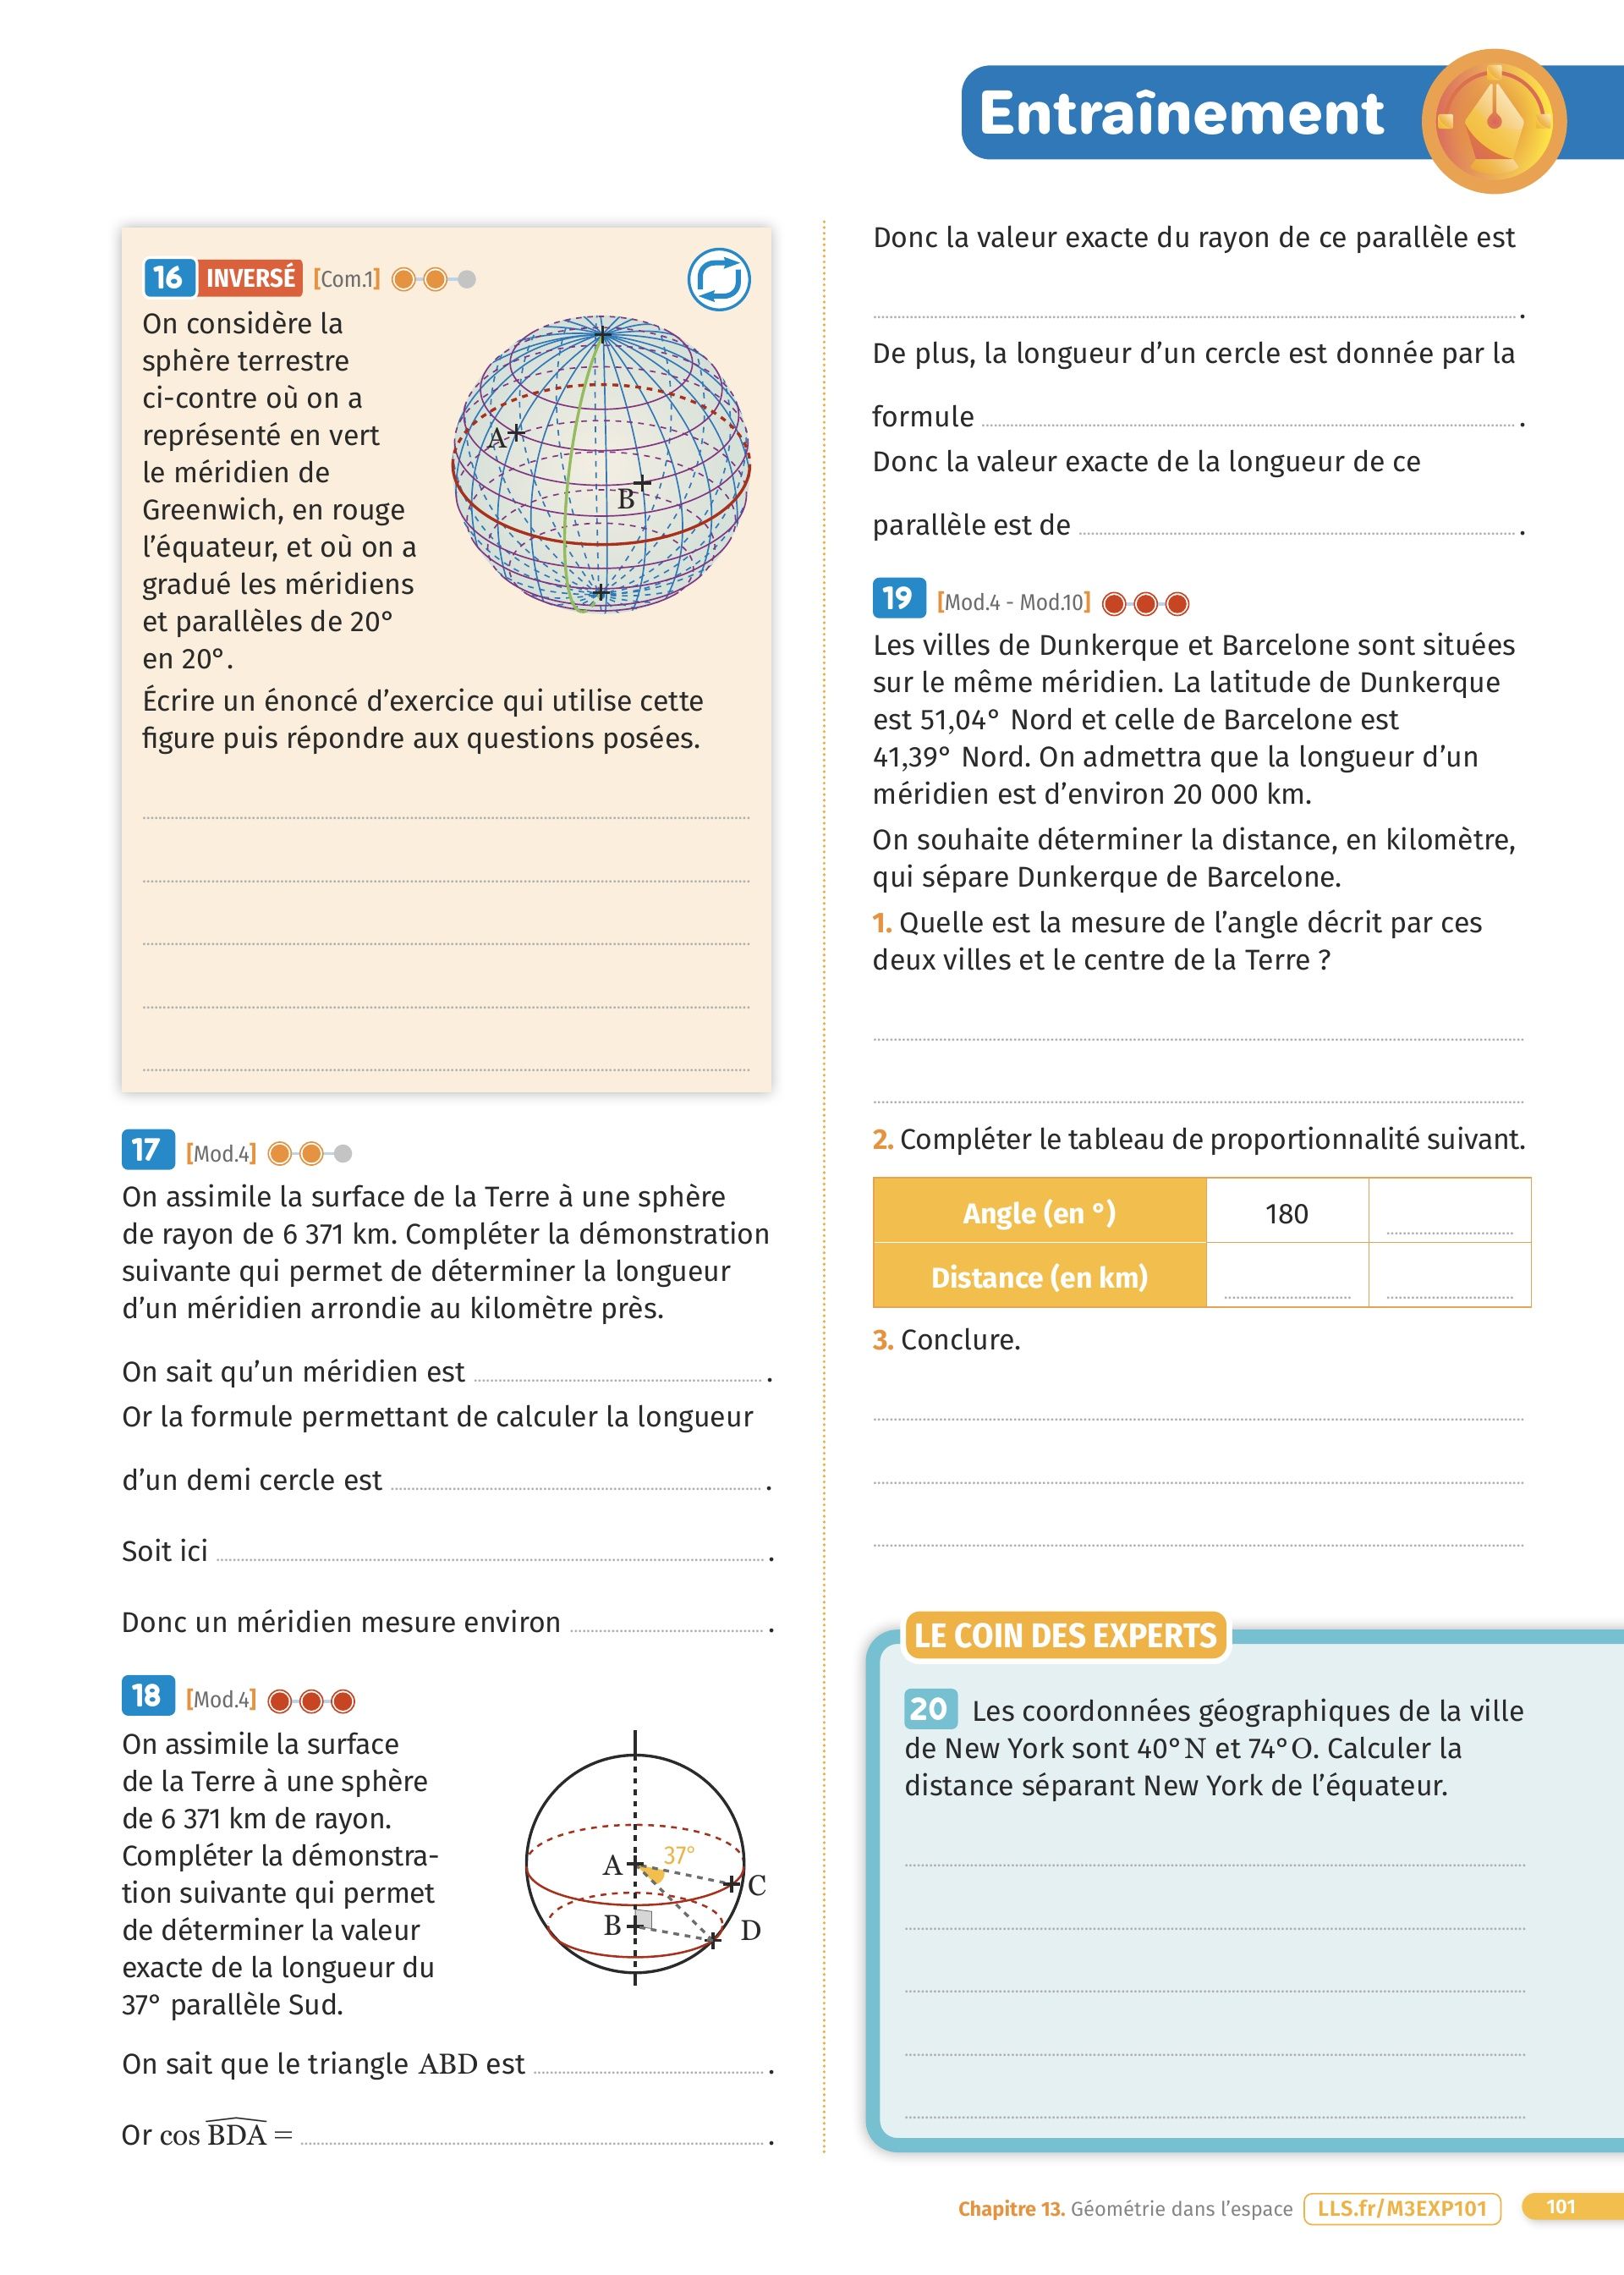 Entraînement
16 INVERSÉ [Com.1]
On considère la
sphère terrestre
ci-contre où on a
représenté en vert
le méridien de
Greenwich, en rouge
l’équateur, et où on a
gradué les méridiens
et parallèles de 20°
en 20°.
A
B
Écrire un énoncé d’exercice qui utilise cette
figure puis répondre aux questions posées.
17 [Mod.4]
On assimile la surface de la Terre à une sphère
de rayon de 6 371 km. Compléter la démonstration
suivante qui permet de déterminer la longueur
d’un méridien arrondie au kilomètre près.
On sait qu’un méridien est .
Or la formule permettant de calculer la longueur
d’un demi cercle est .
Soit ici .
Donc un méridien mesure environ .
18 [Mod.4]
On assimile la surface
de la Terre à une sphère
de 6 371 km de rayon.
Compléter la démonstra-
tion suivante qui permet
de déterminer la valeur
exacte de la longueur du
37° parallèle Sud.
37°
A
C
B
D
On sait que le triangle ABD est .
Or cos BDA = .
Donc la valeur exacte du rayon de ce parallèle est
.
De plus, la longueur d’un cercle est donnée par la
formule .
Donc la valeur exacte de la longueur de ce
parallèle est de .
19 [Mod.4 - Mod.10]
Les villes de Dunkerque et Barcelone sont situées
sur le même méridien. La latitude de Dunkerque
est 51,04° Nord et celle de Barcelone est
41,39° Nord. On admettra que la longueur d’un
méridien est d’environ 20 000 km.
On souhaite déterminer la distance, en kilomètre,
qui sépare Dunkerque de Barcelone.
1. Quelle est la mesure de l’angle décrit par ces
deux villes et le centre de la Terre ?
2. Compléter le tableau de proportionnalité suivant.
Angle (en °) 180
Distance (en km)
3. Conclure.
LE COIN DES EXPERTS
20 Les coordonnées géographiques de la ville
de New York sont 40° N et 74° O. Calculer la
distance séparant New York de l’équateur.
Chapitre 13. Géométrie dans l’espace LLS.fr/M3EXP101 101